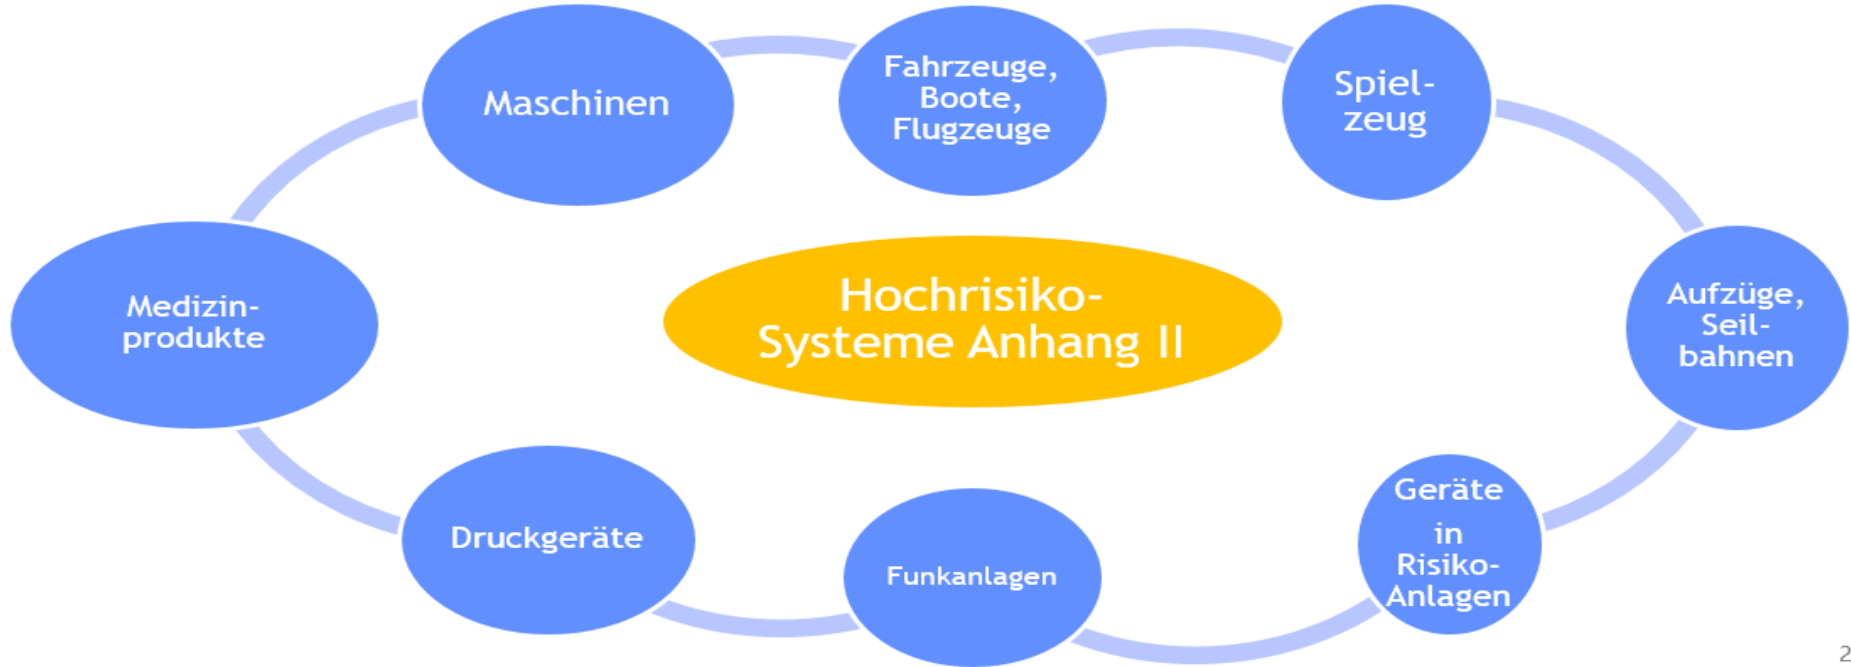 Maschinen
Fahrzeuge,
Boote,
Flugzeuge
Spiel-
zeug
Medizin-
produkte
Hochrisiko-
Systeme Anhang II
Aufzüge,
Seil-
bahnen
Druckgeräte
Funkanlagen
Geräte
in
Risiko-
Anlagen
2